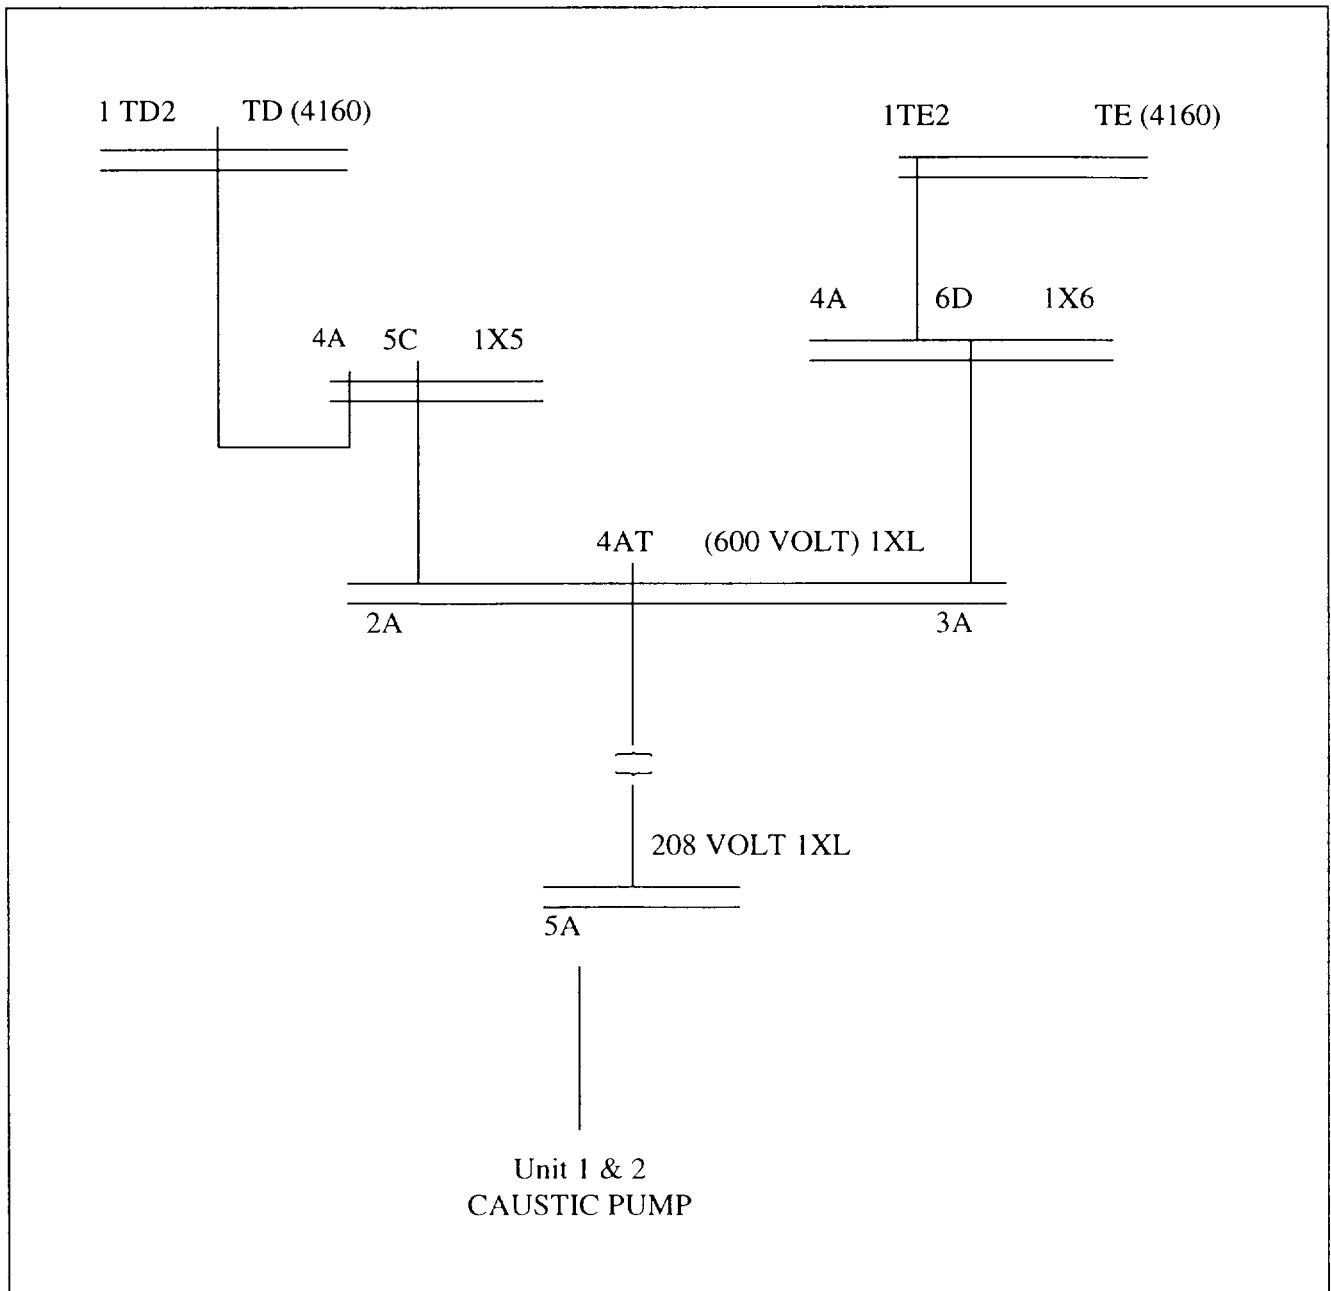 1 TD2 TD (4160)
1TE2 TE (4160)
4A 6D 1X6
4A 5C 1X5
4AT (600 VOLT) 1XL
2A 3A
208 VOLT 1XL
5A
Unit 1 & 2
CAUSTIC PUMP